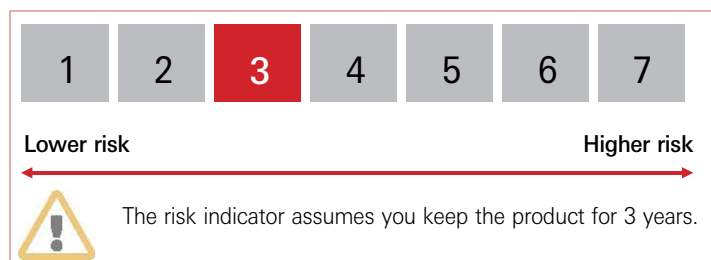 1 2 3 4 5 6 7
Lower risk Higher risk
The risk indicator assumes you keep the product for 3 years.